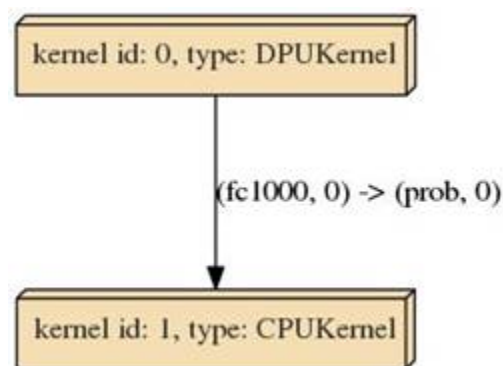 kernel id: 0, type: DPUKernel
(fc1000, 0) -> (prob, 0)
kernel id: 1, type: CPUKernel